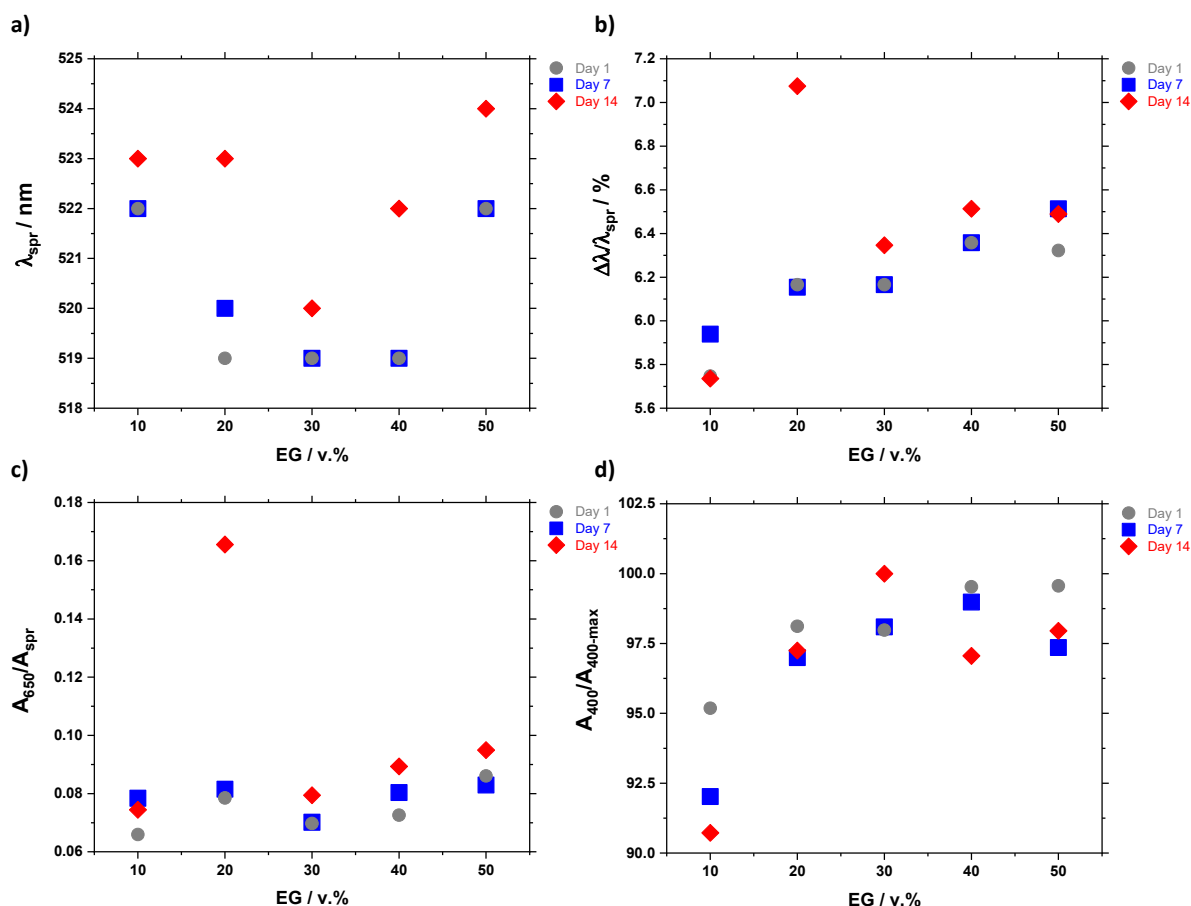 a)
525
524
523
522
521
520
519
518
λspr / nm
10 20 30 40 50
EG / v.%
Day 1
Day 7
Day 14
b)
7.2
7.0
6.8
6.6
6.4
6.2
6.0
5.8
5.6
Δλ/λspr / %
10 20 30 40 50
EG / v.%
Day 1
Day 7
Day 14
c)
0.18
0.16
0.14
0.12
0.10
0.08
0.06
A650/Aspr
10 20 30 40 50
EG / v.%
Day 1
Day 7
Day 14
d)
102.5
100.0
97.5
95.0
92.5
90.0
A400/A400-max
10 20 30 40 50
EG / v.%
Day 1
Day 7
Day 14